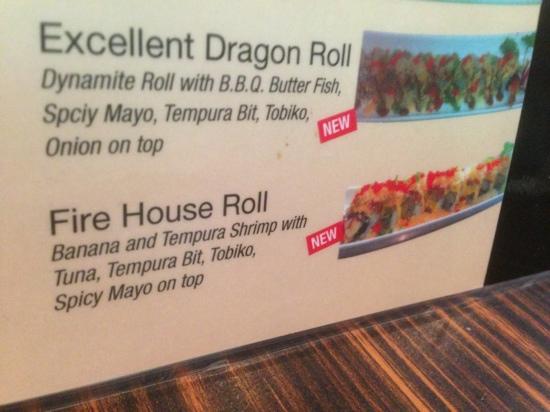 Excellent Dragon Roll
Dynamite Roll with B.B.Q. Butter Fish,
Spciy Mayo, Tempura Bit, Tobiko,
Onion on top
NEW
Fire House Roll
Banana and Tempura Shrimp with
Tuna, Tempura Bit, Tobiko,
Spicy Mayo on top
NEW